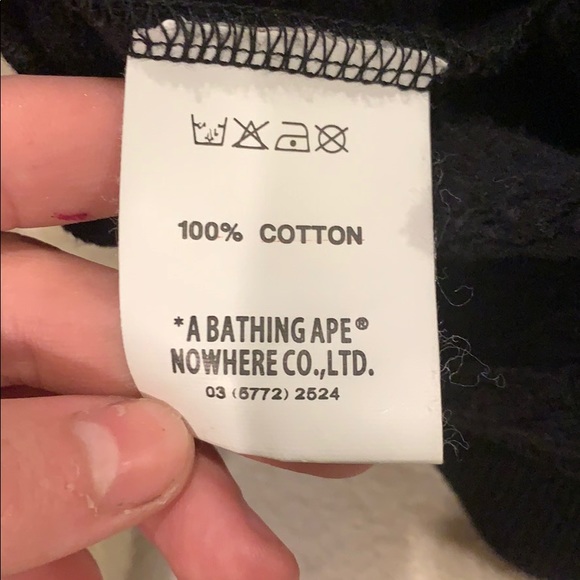 100% COTTON
*A BATHING APE®
NOWHERE CO.,LTD.
03 (5772) 2524